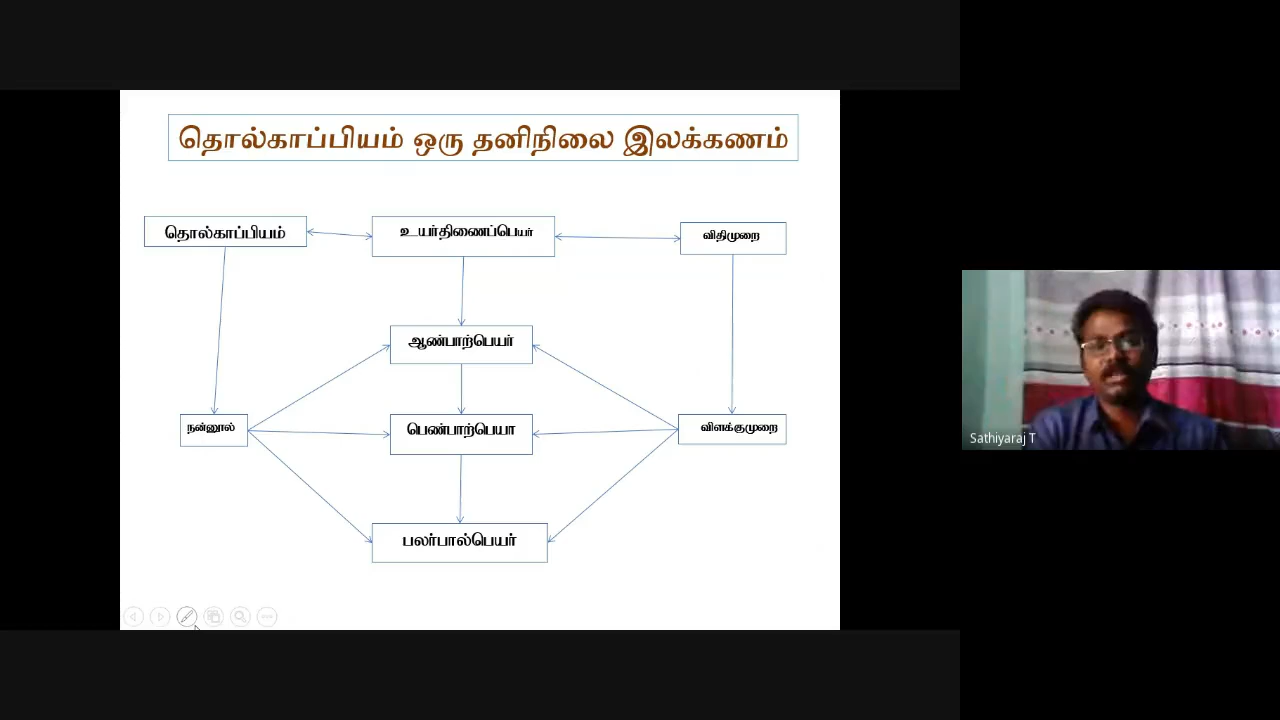 தொல்காப்பியம் ஒரு தனிநிலை இலக்கணம்
தொல்காப்பியம்
உயர்திணைப்பெயர்
விதிமுறை
ஆண்பாற்பெயர்
நன்னூல்
பெண்பாற்பெயா
விளக்குமுறை
பலர்பால்பெயர்
Sathiyaraj T